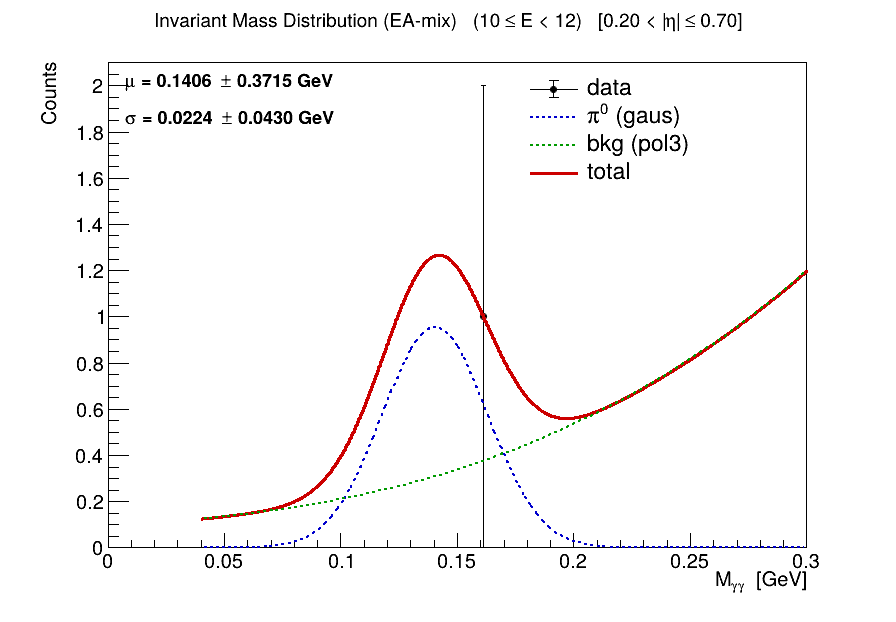 Invariant Mass Distribution (EA-mix) (10 ≤ E < 12) [0.20 < |η| ≤ 0.70]
Counts
μ = 0.1406 ± 0.3715 GeV
σ = 0.0224 ± 0.0430 GeV
data
π⁰ (gaus)
bkg (pol3)
total
2
1.8
1.6
1.4
1.2
1
0.8
0.6
0.4
0.2
0
0 0.05 0.1 0.15 0.2 0.25 0.3
M_γγ [GeV]